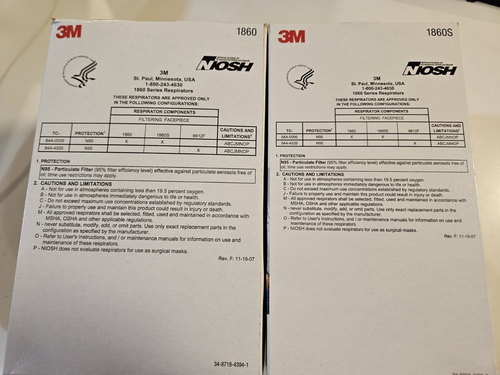 3M
1860
NIOSH
3M
St. Paul, Minnesota, USA
1-800-243-4630
1860 Series Respirators
THESE RESPIRATORS ARE APPROVED ONLY
IN THE FOLLOWING CONFIGURATIONS:
RESPIRATOR COMPONENTS
FILTERING FACEPIECE
TC- PROTECTION¹ 1860 1860S 8612F CAUTIONS AND
LIMITATIONS²
84A-0006 N95 X X ABCJMNOP
84A-4328 N95 X ABCJMNOP
1. PROTECTION
N95 - Particulate Filter (95% filter efficiency level) effective against particulate aerosols free of
oil; time use restrictions may apply.
2. CAUTIONS AND LIMITATIONS
A - Not for use in atmospheres containing less than 19.5 percent oxygen.
B - Not for use in atmospheres immediately dangerous to life or health.
C - Do not exceed maximum use concentrations established by regulatory standards.
J - Failure to properly use and maintain this product could result in injury or death.
M - All approved respirators shall be selected, fitted, used and maintained in accordance with
MSHA, OSHA and other applicable regulations.
N - never substitute, modify, add, or omit parts. Use only exact replacement parts in the
configuration as specified by the manufacturer.
O - Refer to User's Instructions, and / or maintenance manuals for information on use and
maintenance of these respirators.
P - NIOSH does not evaluate respirators for use as surgical masks.
Rev. F: 11-19-07
34-8718-4394-1
3M
1860S
NIOSH
3M
St. Paul, Minnesota, USA
1-800-243-4630
1860 Series Respirators
THESE RESPIRATORS ARE APPROVED ONLY
IN THE FOLLOWING CONFIGURATIONS:
RESPIRATOR COMPONENTS
FILTERING FACEPIECE
TC- PROTECTION¹ 1860 1860S 8612F CAUTIONS AND
LIMITATIONS²
84A-0006 N95 X X ABCJMNOP
84A-4328 N95 X ABCJMNOP
1. PROTECTION
N95 - Particulate Filter (95% filter efficiency level) effective against particulate aerosols free of
oil; time use restrictions may apply.
2. CAUTIONS AND LIMITATIONS
A - Not for use in atmospheres containing less than 19.5 percent oxygen.
B - Not for use in atmospheres immediately dangerous to life or health.
C - Do not exceed maximum use concentrations established by regulatory standards.
J - Failure to properly use and maintain this product could result in injury or death.
M - All approved respirators shall be selected, fitted, used and maintained in accordance with
MSHA, OSHA and other applicable regulations.
N - never substitute, modify, add, or omit parts. Use only exact replacement parts in the
configuration as specified by the manufacturer.
O - Refer to User's Instructions, and / or maintenance manuals for information on use and
maintenance of these respirators.
P - NIOSH does not evaluate respirators for use as surgical masks.
Rev. F: 11-19-07
34-8718-4394-1